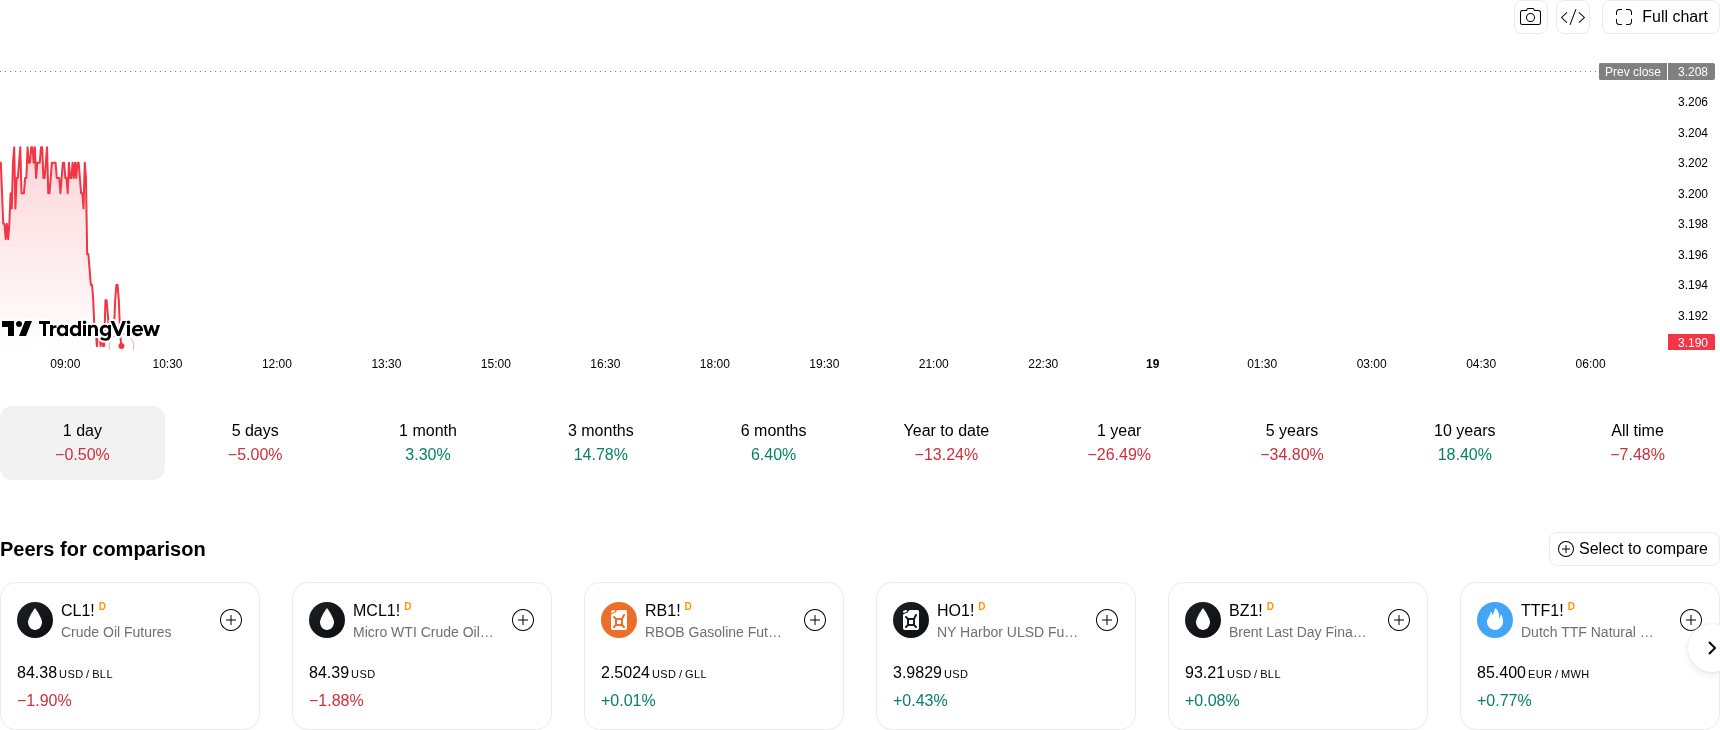 Full chart
Prev close 3.208
3.206
3.204
3.202
3.200
3.198
3.196
3.194
3.192
3.190
TradingView
09:00 10:30 12:00 13:30 15:00 16:30 18:00 19:30 21:00 22:30 19 01:30 03:00 04:30 06:00
1 day 5 days 1 month 3 months 6 months Year to date 1 year 5 years 10 years All time
−0.50% −5.00% 3.30% 14.78% 6.40% −13.24% −26.49% −34.80% 18.40% −7.48%
Peers for comparison
Select to compare
CL1! D
Crude Oil Futures
84.38 USD / BLL
−1.90%
MCL1! D
Micro WTI Crude Oil…
84.39 USD
−1.88%
RB1! D
RBOB Gasoline Fut…
2.5024 USD / GLL
+0.01%
HO1! D
NY Harbor ULSD Fu…
3.9829 USD
+0.43%
BZ1! D
Brent Last Day Fina…
93.21 USD / BLL
+0.08%
TTF1! D
Dutch TTF Natural …
85.400 EUR / MWH
+0.77%